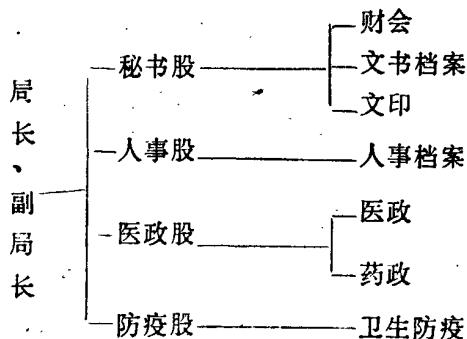 局长、副局长
秘书股
财会
文书档案
文印
人事股
人事档案
医政股
医政
药政
防疫股
卫生防疫